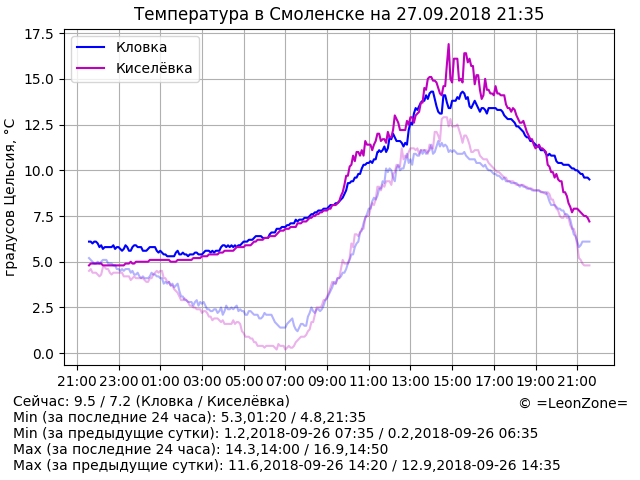 Температура в Смоленске на 27.09.2018 21:35
17.5
15.0
12.5
10.0
7.5
5.0
2.5
0.0
градусов Цельсия, °C
Кловка
Киселёвка
21:00 23:00 01:00 03:00 05:00 07:00 09:00 11:00 13:00 15:00 17:00 19:00 21:00
Сейчас: 9.5 / 7.2 (Кловка / Киселёвка)
© =LeonZone=
Min (за последние 24 часа): 5.3,01:20 / 4.8,21:35
Min (за предыдущие сутки): 1.2,2018-09-26 07:35 / 0.2,2018-09-26 06:35
Max (за последние 24 часа): 14.3,14:00 / 16.9,14:50
Max (за предыдущие сутки): 11.6,2018-09-26 14:20 / 12.9,2018-09-26 14:35